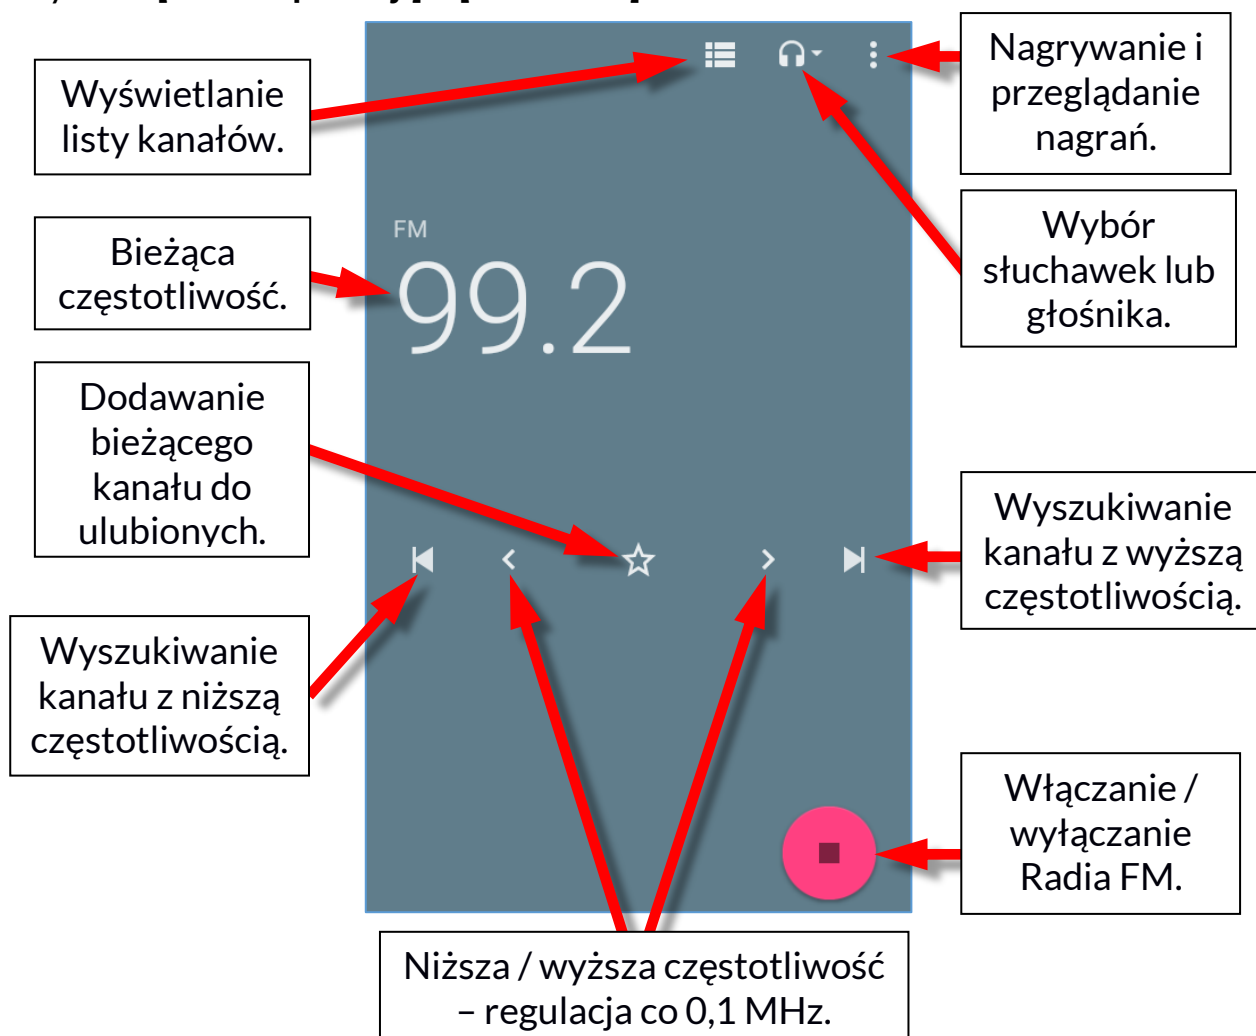 Wyświetlanie
listy kanałów.
Nagrywanie i
przeglądanie
nagrań.
Bieżąca
częstotliwość.
FM
99.2
Wybór
słuchawek lub
głośnika.
Dodawanie
bieżącego
kanału do
ulubionych.
Wyszukiwanie
kanału z wyższą
częstotliwością.
Wyszukiwanie
kanału z niższą
częstotliwością.
Włączanie /
wyłączanie
Radia FM.
Niższa / wyższa częstotliwość
– regulacja co 0,1 MHz.